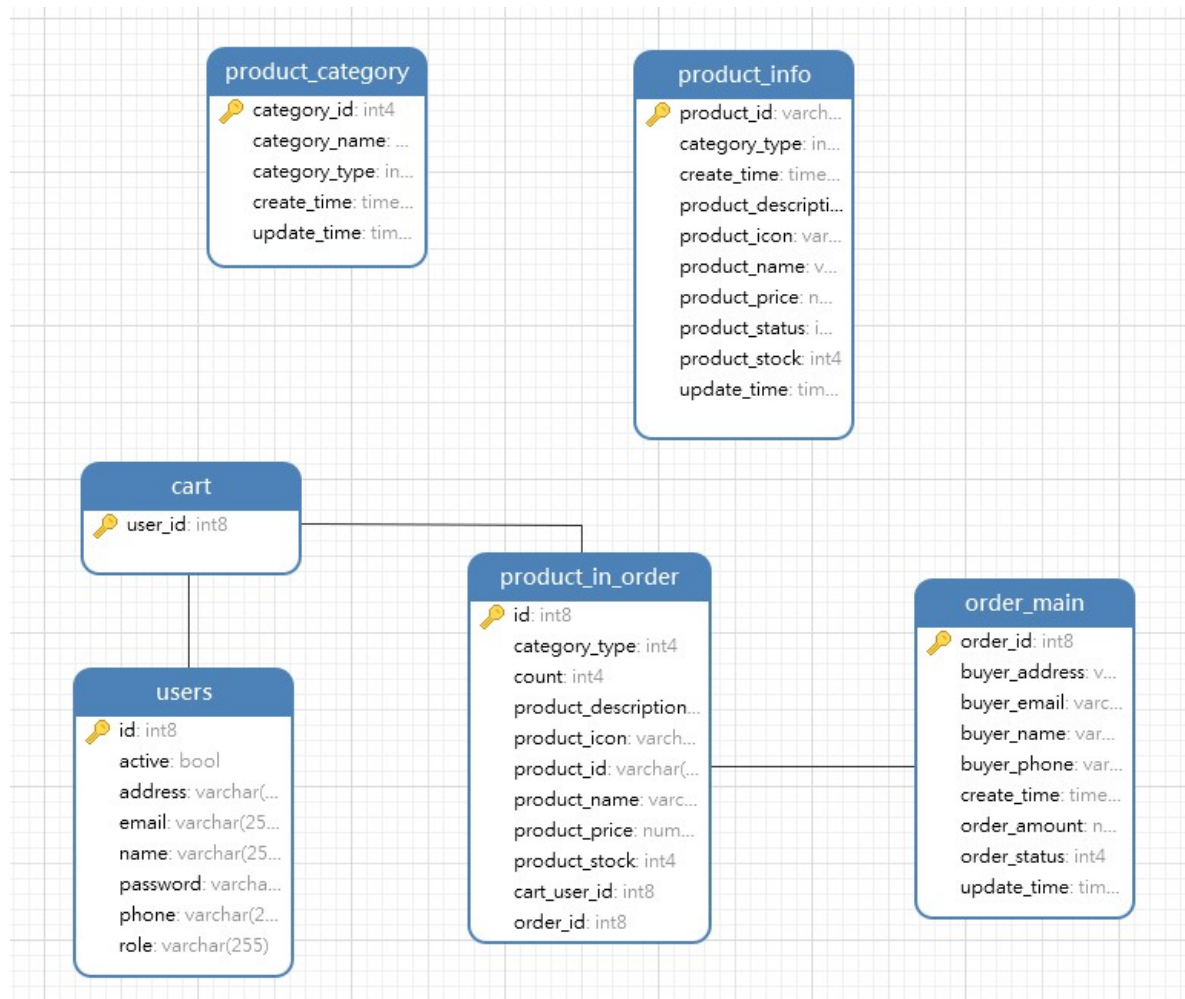 product_category
category_id: int4
category_name: ...
category_type: in...
create_time: time...
update_time: tim...
product_info
product_id: varch...
category_type: in...
create_time: time...
product_descripti...
product_icon: var...
product_name: v...
product_price: n...
product_status: i...
product_stock: int4
update_time: tim...
cart
user_id: int8
users
id: int8
active: bool
address: varchar(...
email: varchar(25...
name: varchar(25...
password: varcha...
phone: varchar(2...
role: varchar(255)
product_in_order
id: int8
category_type: int4
count: int4
product_description...
product_icon: varch...
product_id: varchar(...
product_name: varc...
product_price: num...
product_stock: int4
cart_user_id: int8
order_id: int8
order_main
order_id: int8
buyer_address: v...
buyer_email: varc...
buyer_name: var...
buyer_phone: var...
create_time: time...
order_amount: n...
order_status: int4
update_time: tim...